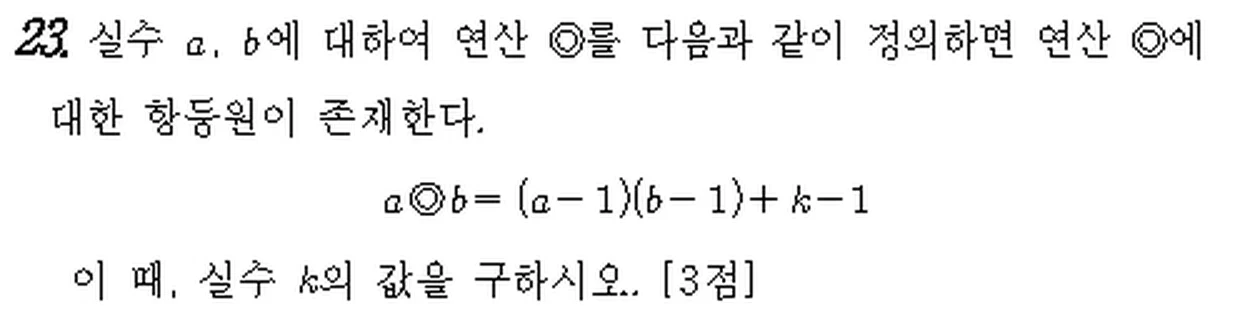 23. 실수 a, b에 대하여 연산 ◎를 다음과 같이 정의하면 연산 ◎에
대한 항등원이 존재한다.
a◎b= (a- 1)(b- 1)+ k-1
이 때, 실수 k의 값을 구하시오.. [3점]